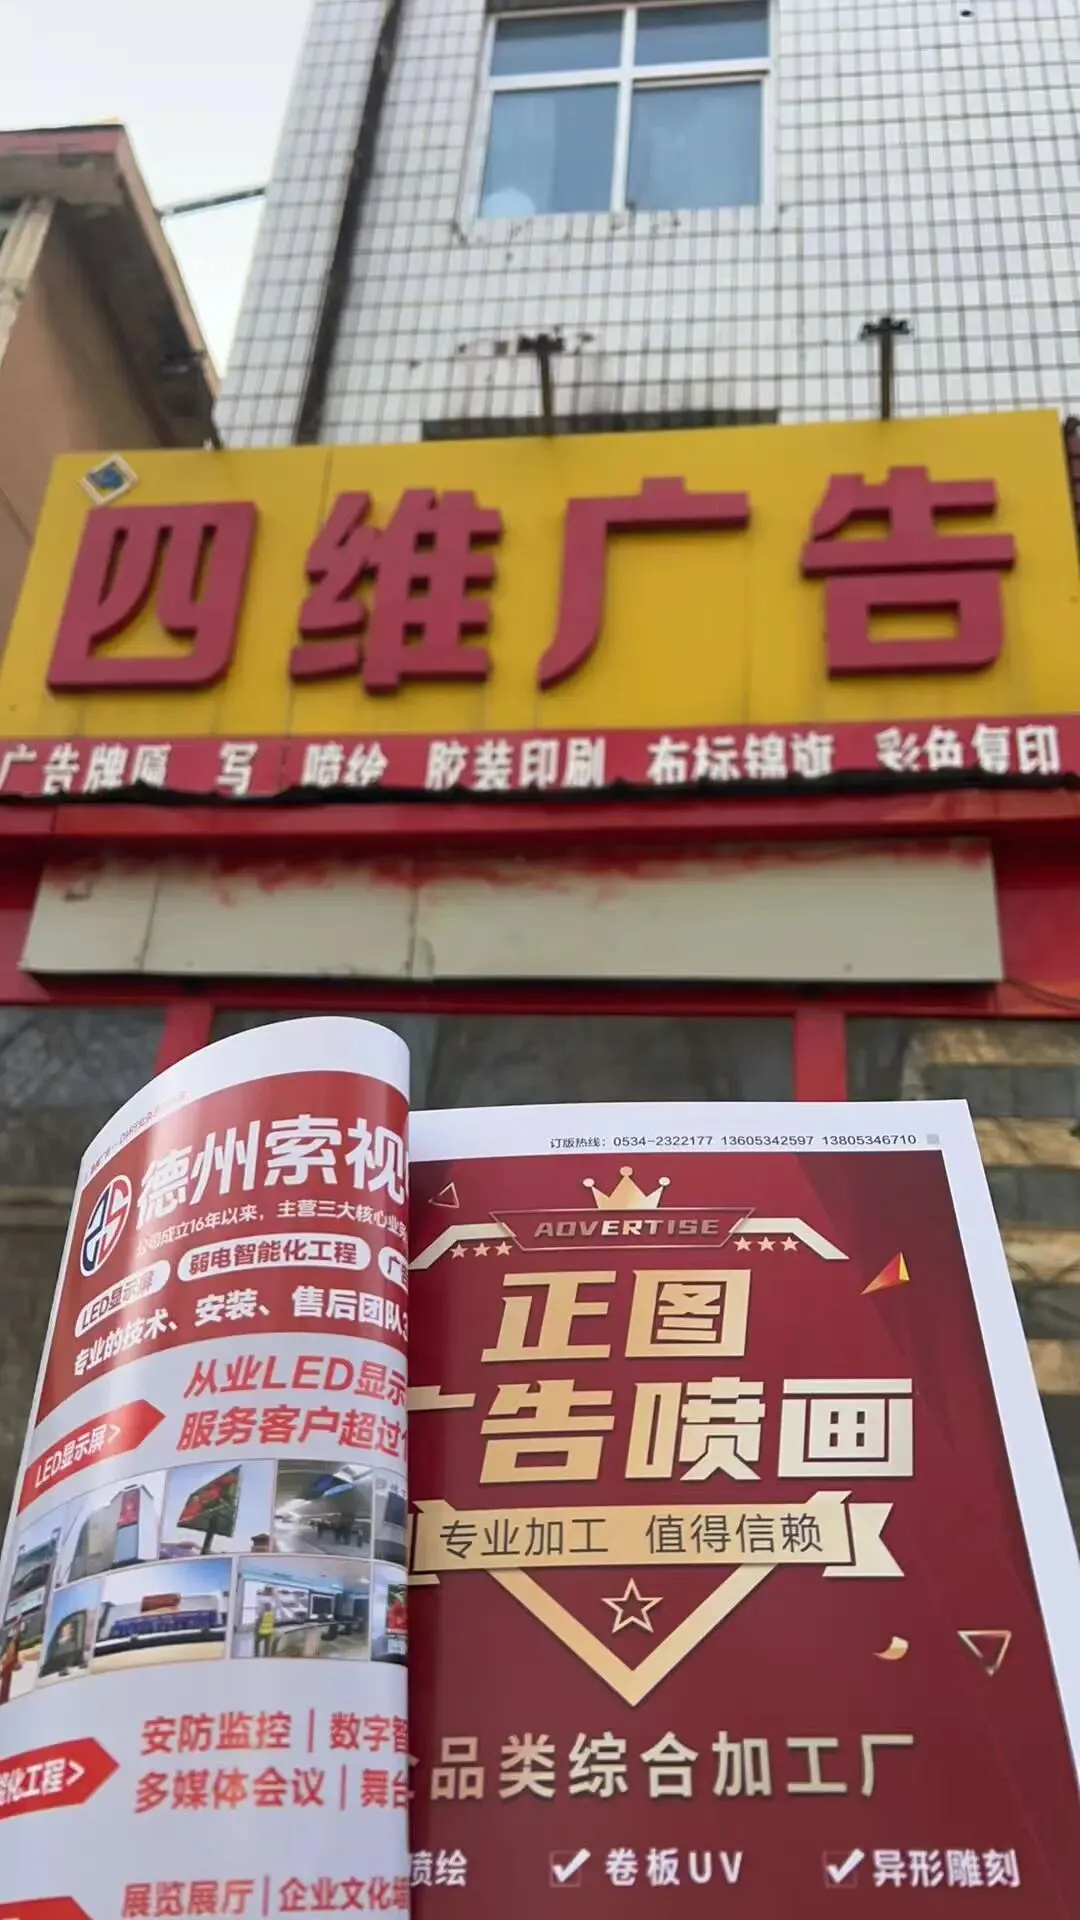 四维广告
广告牌匾 写 喷绘 胶装印刷 布标锦旗 彩色复印
德州索视
公司成立16年以来，主营三大核心业务
LED显示屏 弱电智能化工程
专业的技术、安装、售后团队
从业LED显示
服务客户超过
LED显示屏>
安防监控｜数字智
多媒体会议｜舞台
能化工程>
展览展厅｜企业文化墙
订版热线：0534-2322177 13605342597 13805346710
ADVERTISE
正图
广告喷画
专业加工 值得信赖
品类综合加工厂
喷绘 卷板UV 异形雕刻